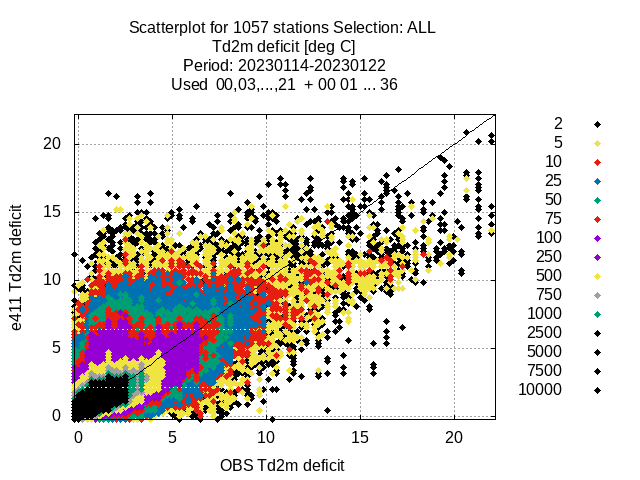 Scatterplot for 1057 stations Selection: ALL
Td2m deficit [deg C]
Period: 20230114-20230122
Used  00,03,...,21  + 00 01 ... 36
e411 Td2m deficit
20
15
10
5
0
0 5 10 15 20
OBS Td2m deficit
2
5
10
25
50
75
100
250
500
750
1000
2500
5000
7500
10000